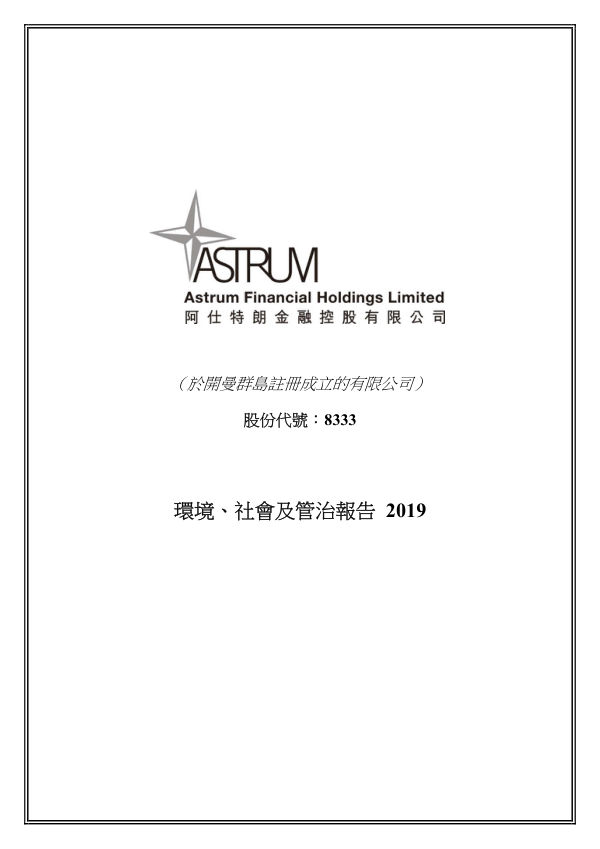 ASTRUM
Astrum Financial Holdings Limited
阿仕特朗金融控股有限公司
（於開曼群島註冊成立的有限公司）
股份代號：8333
環境、社會及管治報告 2019